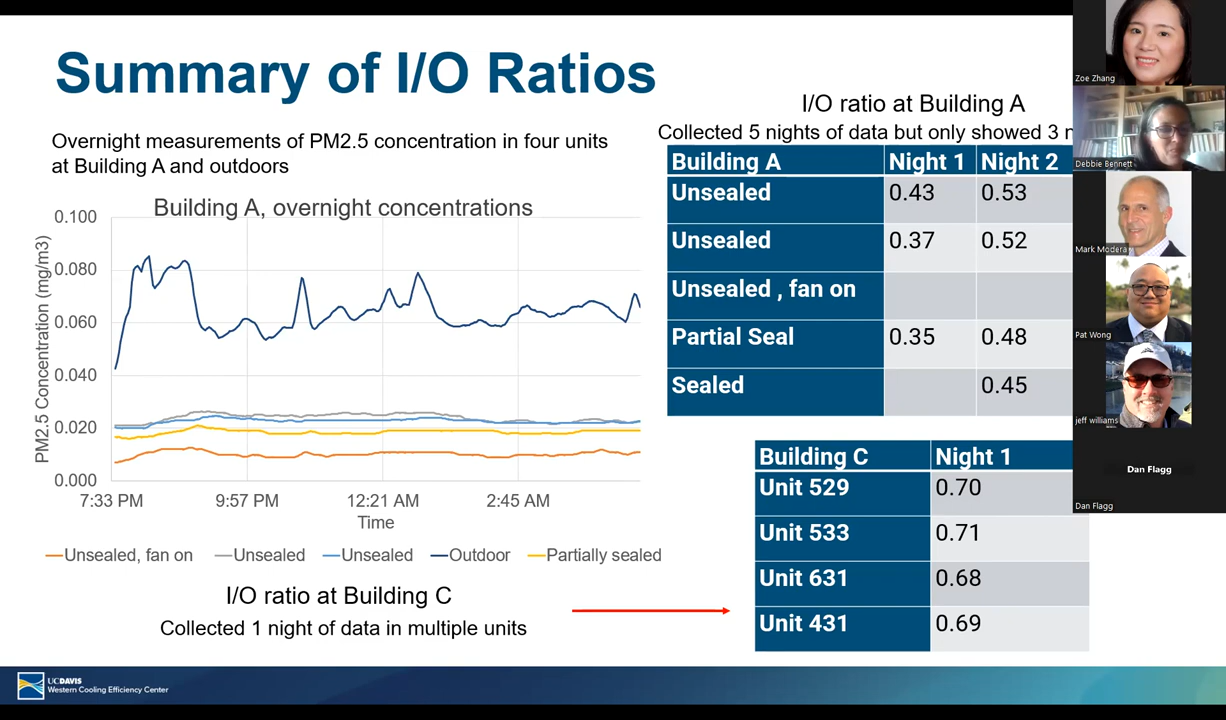 Summary of I/O Ratios
Overnight measurements of PM2.5 concentration in four units
at Building A and outdoors
Building A, overnight concentrations
PM2.5 Concentration (mg/m3)
0.100
0.080
0.060
0.040
0.020
0.000
7:33 PM 9:57 PM 12:21 AM 2:45 AM
Time
Unsealed, fan on Unsealed Unsealed Outdoor Partially sealed
I/O ratio at Building C
Collected 1 night of data in multiple units
I/O ratio at Building A
Collected 5 nights of data but only showed 3
Building A Night 1 Night 2
Unsealed 0.43 0.53
Unsealed 0.37 0.52
Unsealed , fan on
Partial Seal 0.35 0.48
Sealed 0.45
Building C Night 1
Unit 529 0.70
Unit 533 0.71
Unit 631 0.68
Unit 431 0.69
UCDAVIS
Western Cooling Efficiency Center
Zoe Zhang
Debbie Bennett
Mark Modera
Pat Wong
jeff williams
Dan Flagg
Dan Flagg